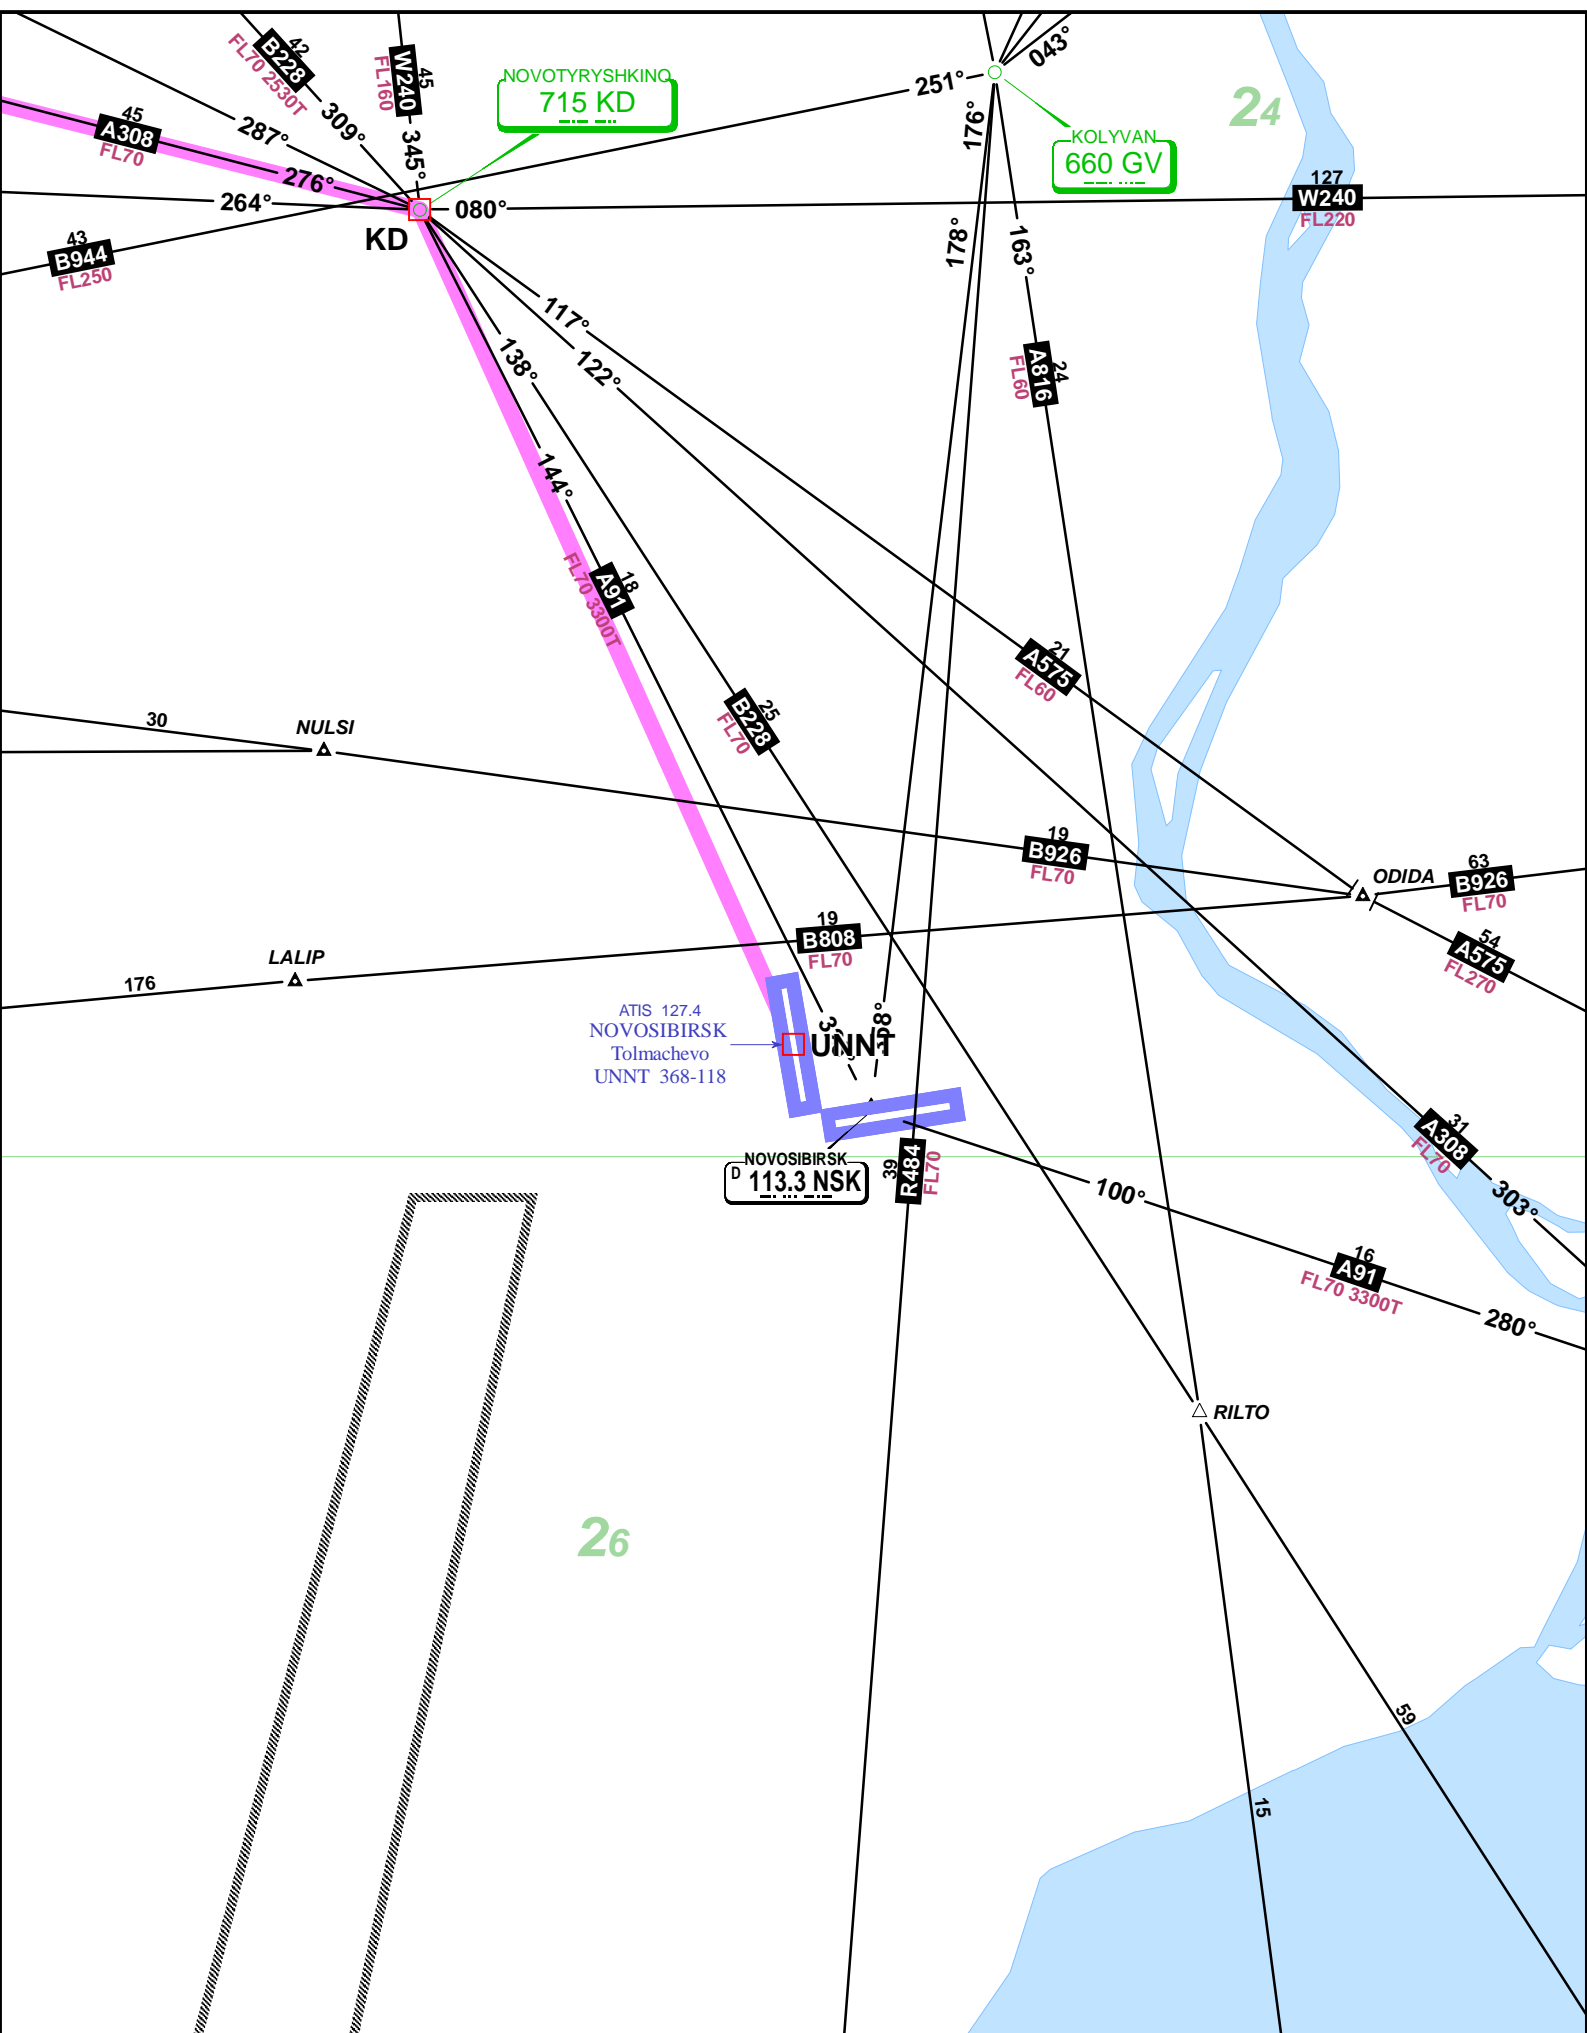 42
B228
FL70 2530T
309°
45
W240
FL160
345°
NOVOTYRYSHKINO
715 KD
251°
043°
176°
KOLYVAN
660 GV
24
45
A308
FL70
287°
276°
264°
080°
KD
127
W240
FL220
43
B944
FL250
178°
163°
117°
122°
138°
144°
24
A816
FL60
18
A91
FL70 3300T
21
A575
FL60
25
B228
FL70
30
NULSI
19
B926
FL70
ODIDA
63
B926
FL70
54
A575
FL270
19
B808
FL70
LALIP
176
ATIS 127.4
NOVOSIBIRSK
Tolmachevo
UNNT 368-118
UNNT
NOVOSIBIRSK
D 113.3 NSK
39
R484
FL70
100°
31
A308
FL70
303°
16
A91
FL70 3300T
280°
RILTO
26
59
15